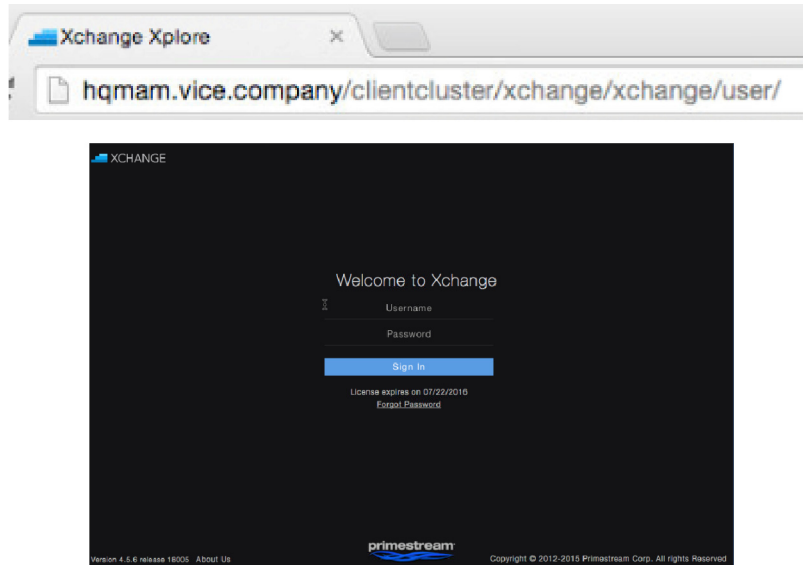 Xchange Xplore
hqmam.vice.company/clientcluster/xchange/xchange/user/
XCHANGE
Welcome to Xchange
Username
Password
Sign In
License expires on 07/22/2016
Forgot Password
primestream
Version 4.5.6 release 18005 About Us
Copyright © 2012-2015 Primestream Corp. All rights Reserved